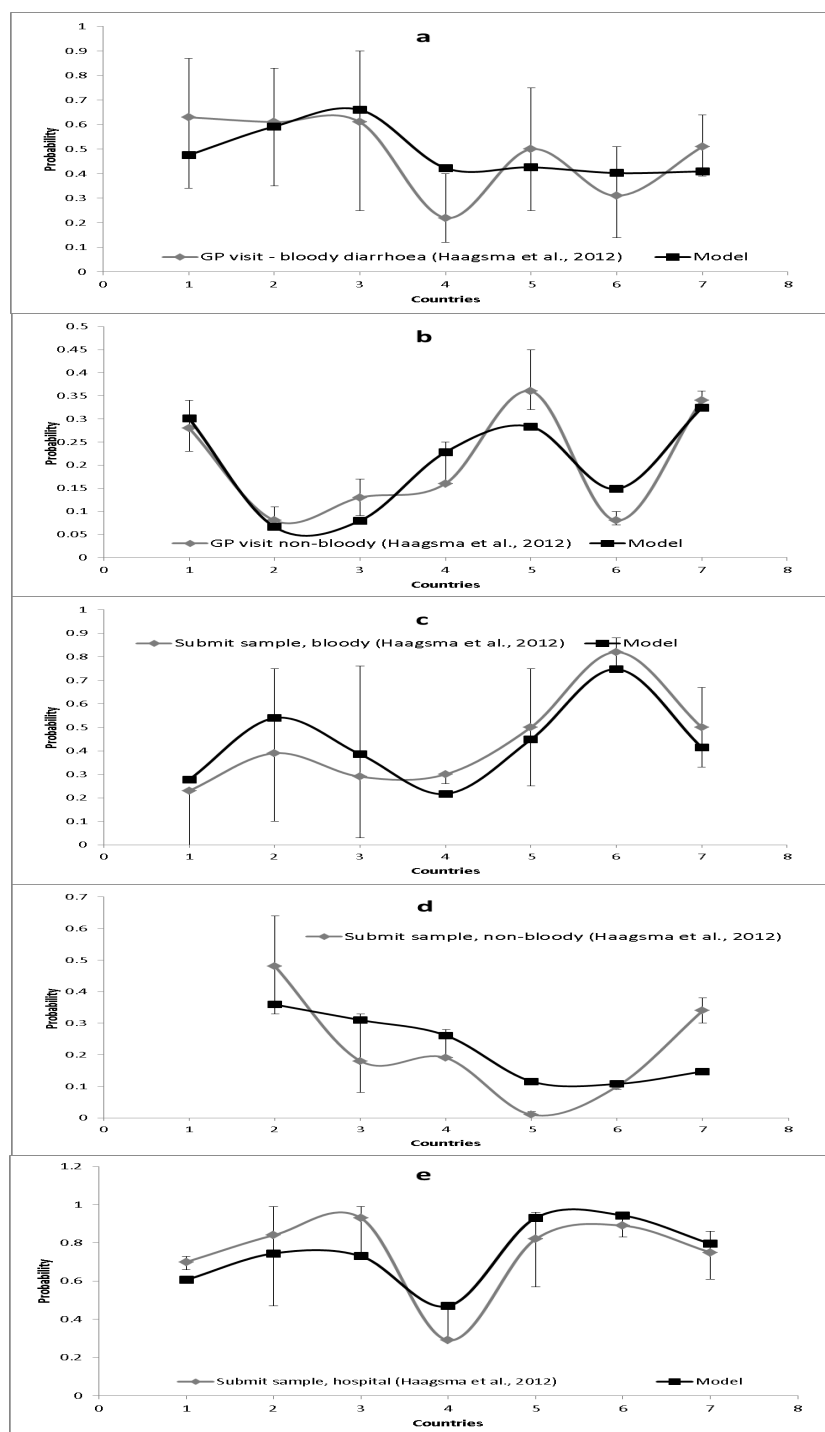 a
1
0.9
0.8
0.7
0.6
0.5
0.4
0.3
0.2
0.1
0
Probability
GP visit - bloody diarrhoea (Haagsma et al., 2012) Model
0 1 2 3 4 5 6 7 8
Countries
b
0.5
0.45
0.4
0.35
0.3
0.25
0.2
0.15
0.1
0.05
0
Probability
GP visit non-bloody (Haagsma et al., 2012) Model
0 1 2 3 4 5 6 7 8
Countries
c
1
0.9
0.8
0.7
0.6
0.5
0.4
0.3
0.2
0.1
0
Probability
Submit sample, bloody (Haagsma et al., 2012) Model
0 1 2 3 4 5 6 7 8
Countries
d
0.7
0.6
0.5
0.4
0.3
0.2
0.1
0
Probability
Submit sample, non-bloody (Haagsma et al., 2012)
0 1 2 3 4 5 6 7 8
Countries
e
1.2
1
0.8
0.6
0.4
0.2
0
Probability
Submit sample, hospital (Haagsma et al., 2012) Model
0 1 2 3 4 5 6 7 8
Countries